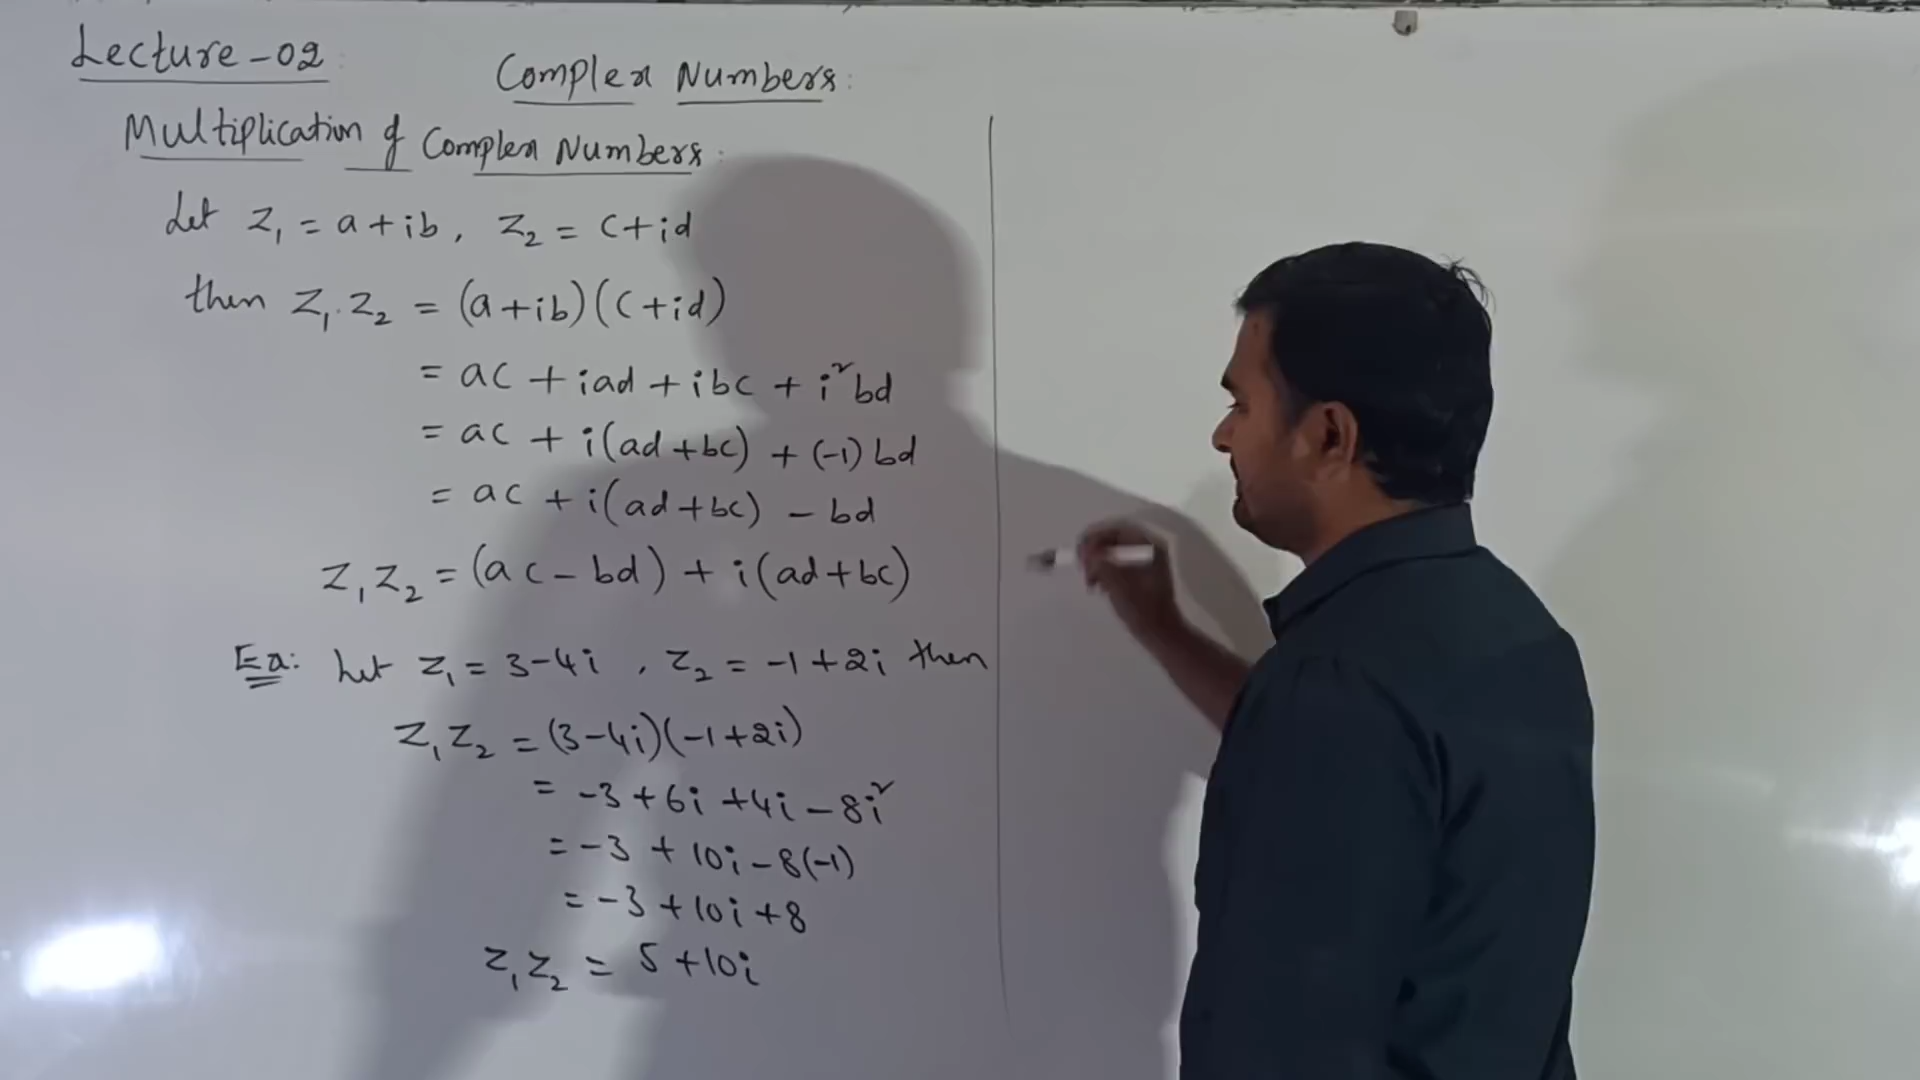 Lecture-02:
Complex Numbers:
Multiplication of Complex Numbers:
Let z₁ = a+ib, z₂ = c+id
then z₁.z₂ = (a+ib)(c+id)
= ac + iad + ibc + i²bd
= ac + i(ad+bc) + (-1)bd
= ac + i(ad+bc) - bd
z₁z₂ = (ac-bd) + i(ad+bc)
Ex: Let z₁ = 3-4i, z₂ = -1+2i then
z₁z₂ = (3-4i)(-1+2i)
= -3+6i+4i-8i²
= -3+10i-8(-1)
= -3+10i+8
z₁z₂ = 5+10i